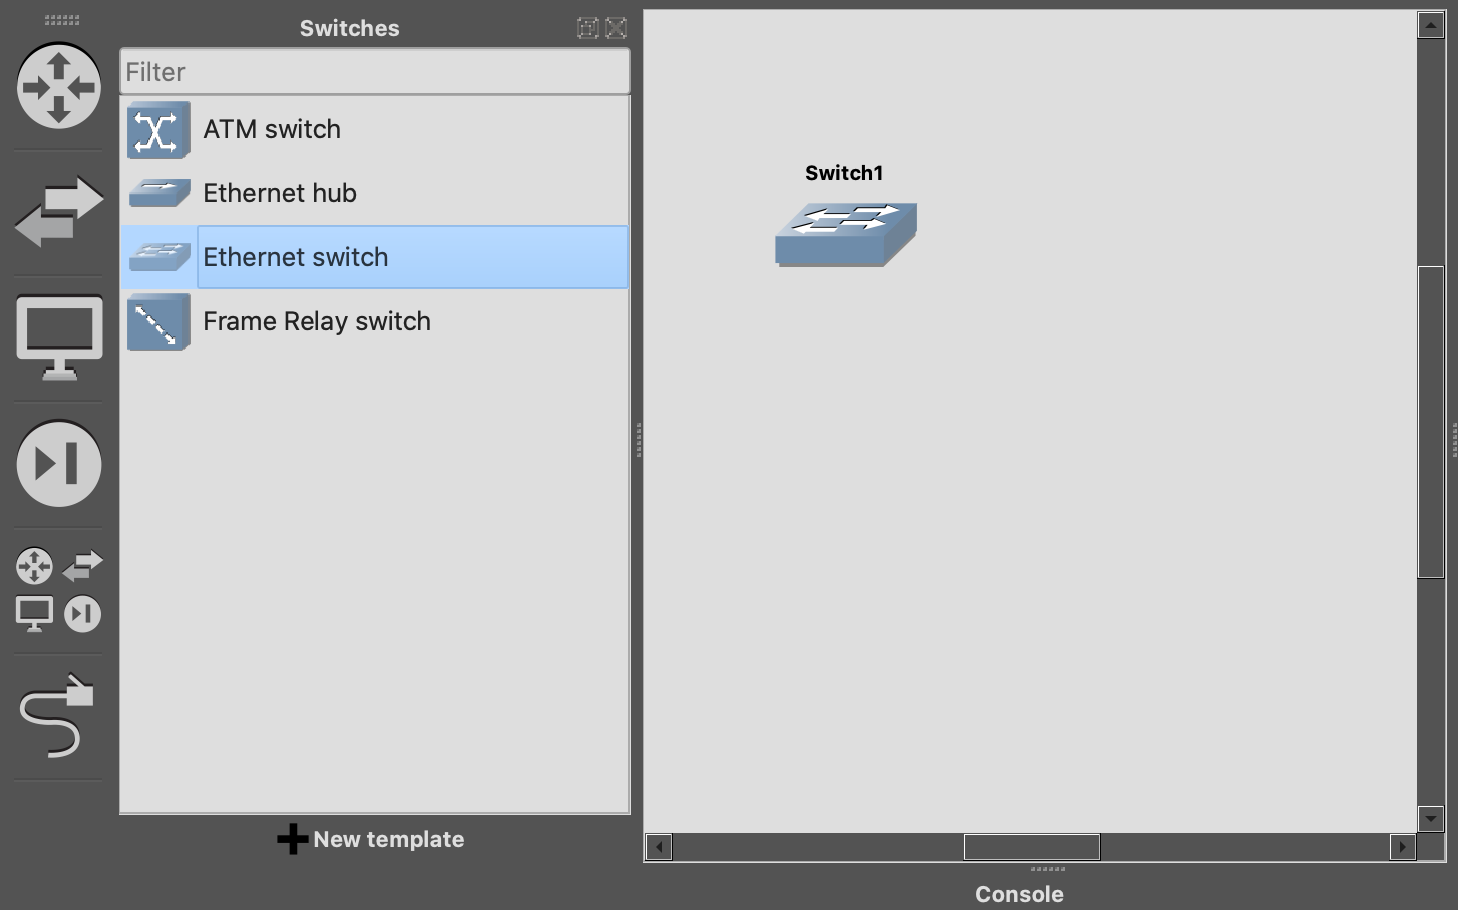 Switches
Filter
ATM switch
Ethernet hub
Ethernet switch
Frame Relay switch
New template
Switch1
Console